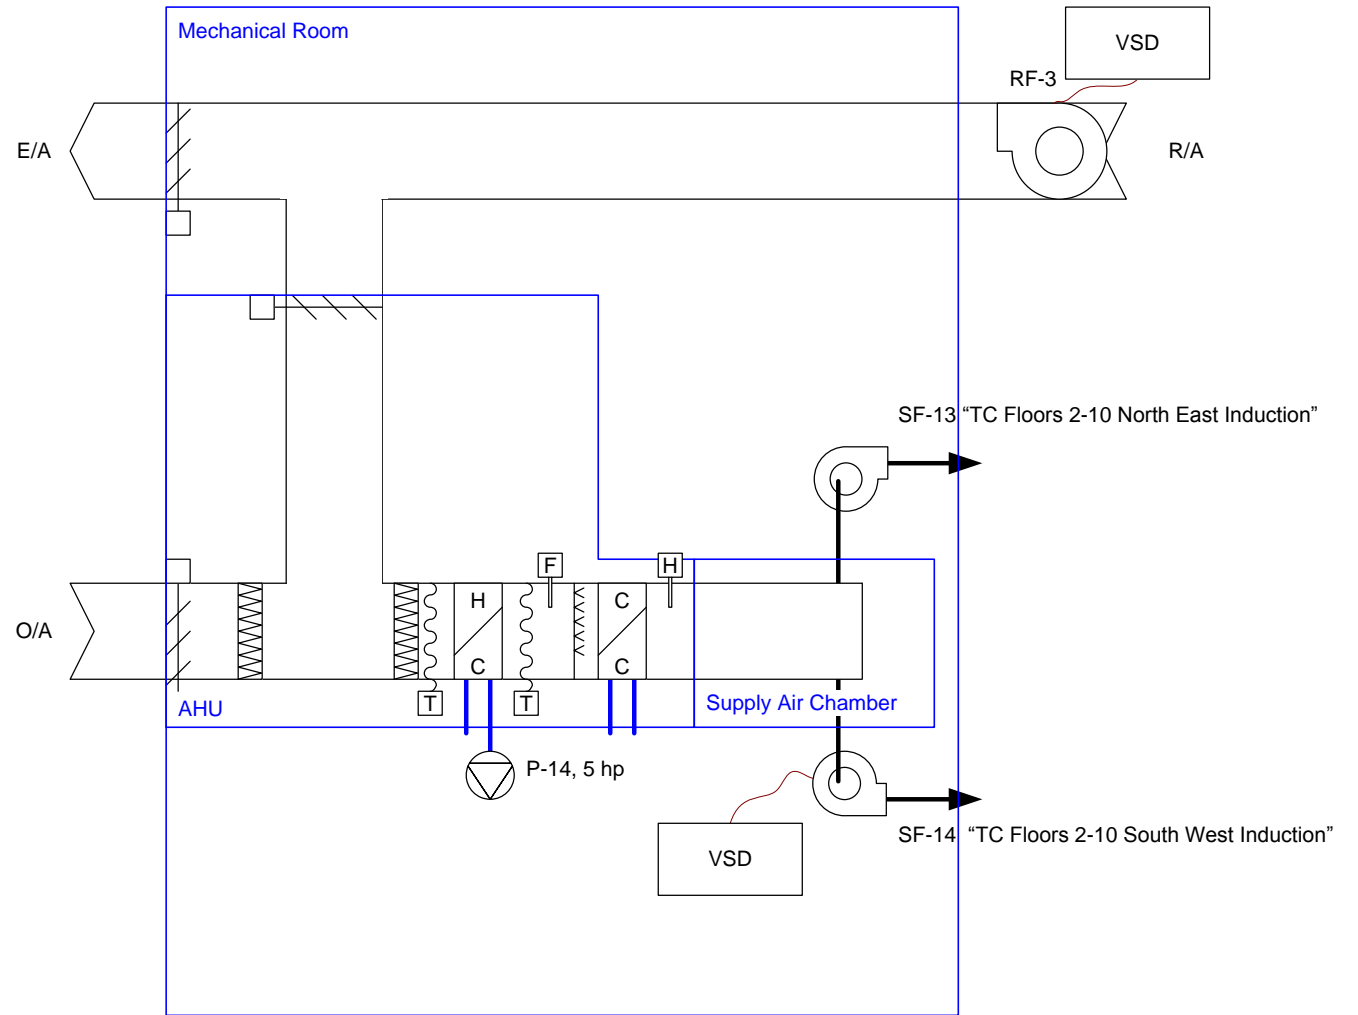 Mechanical Room
VSD
RF-3
E/A
R/A
SF-13 “TC Floors 2-10 North East Induction”
F
H
H
C
O/A
C
C
T
T
AHU
Supply Air Chamber
P-14, 5 hp
SF-14 “TC Floors 2-10 South West Induction”
VSD